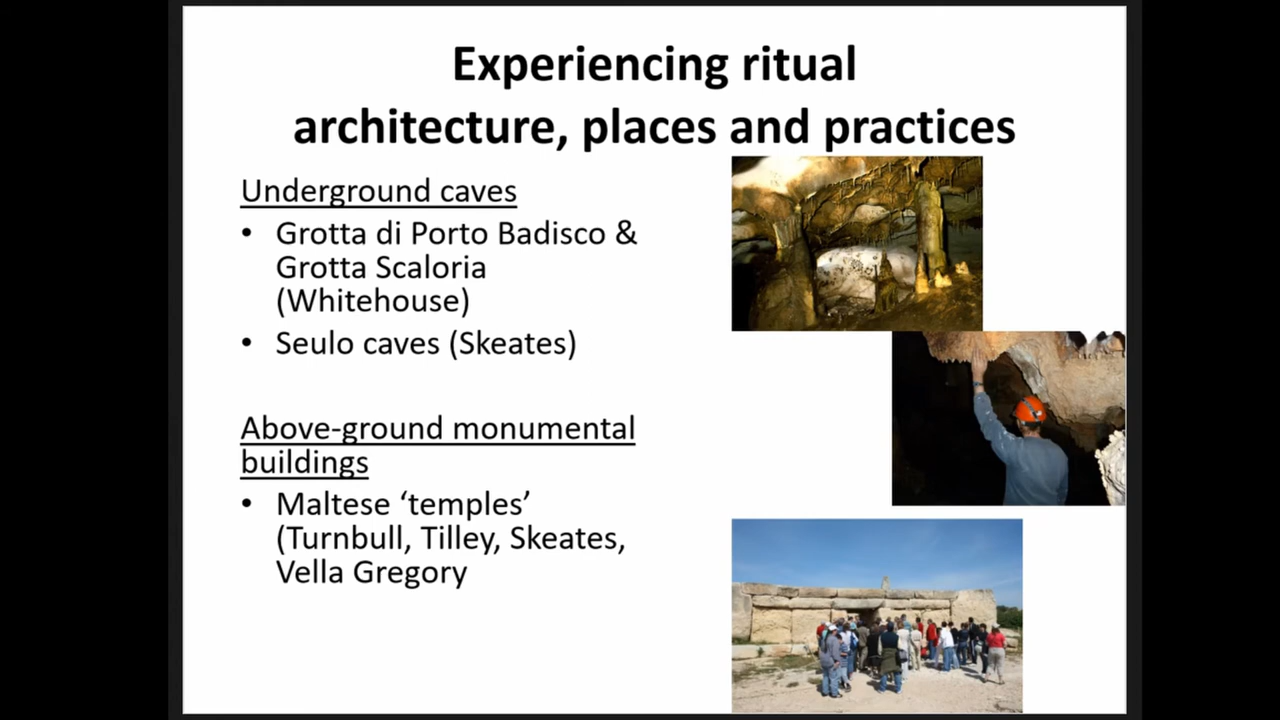 Experiencing ritual
architecture, places and practices
Underground caves
• Grotta di Porto Badisco &
Grotta Scaloria
(Whitehouse)
• Seulo caves (Skeates)
Above-ground monumental
buildings
• Maltese ‘temples’
(Turnbull, Tilley, Skeates,
Vella Gregory